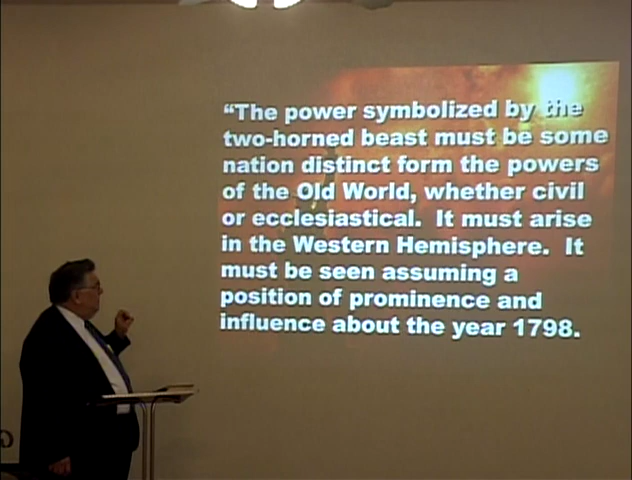 “The power symbolized by the
two-horned beast must be some
nation distinct form the powers
of the Old World, whether civil
or ecclesiastical.  It must arise
in the Western Hemisphere.  It
must be seen assuming a
position of prominence and
influence about the year 1798.